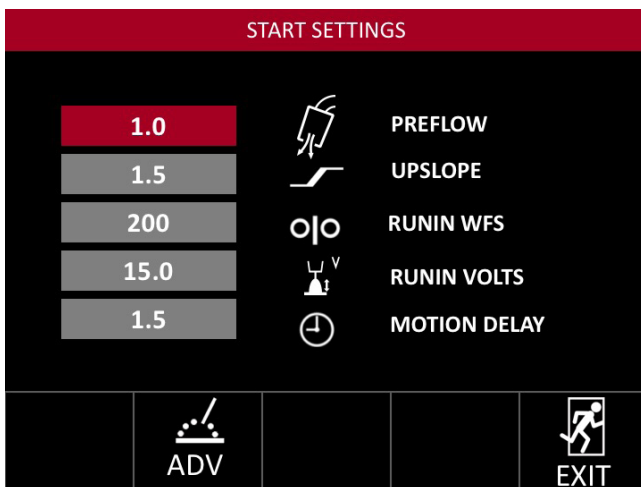 START SETTINGS
1.0 PREFLOW
1.5 UPSLOPE
200 RUNIN WFS
15.0 V RUNIN VOLTS
1.5 MOTION DELAY
ADV EXIT